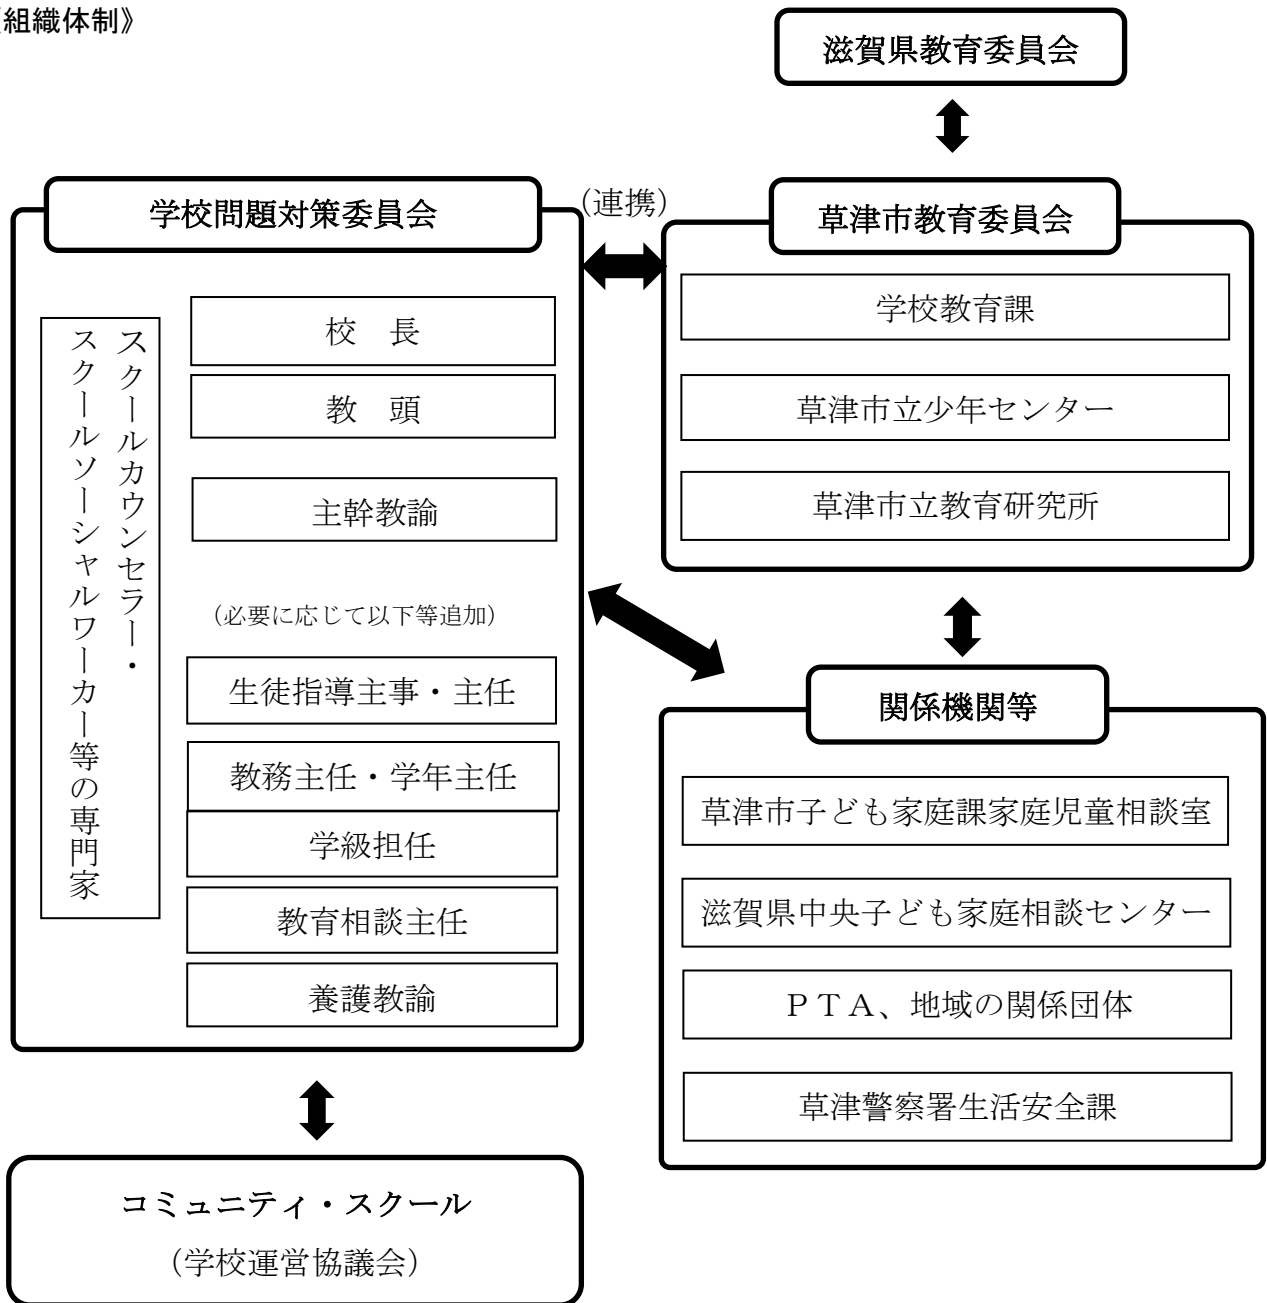 組織体制》
滋賀県教育委員会
学校問題対策委員会
(連携)
草津市教育委員会
スクールカウンセラー・
スクールソーシャルワーカー等の専門家
校　長
教　頭
主幹教諭
(必要に応じて以下等追加)
生徒指導主事・主任
教務主任・学年主任
学級担任
教育相談主任
養護教諭
学校教育課
草津市立少年センター
草津市立教育研究所
関係機関等
草津市子ども家庭課家庭児童相談室
滋賀県中央子ども家庭相談センター
ＰＴＡ、地域の関係団体
草津警察署生活安全課
コミュニティ・スクール
（学校運営協議会）